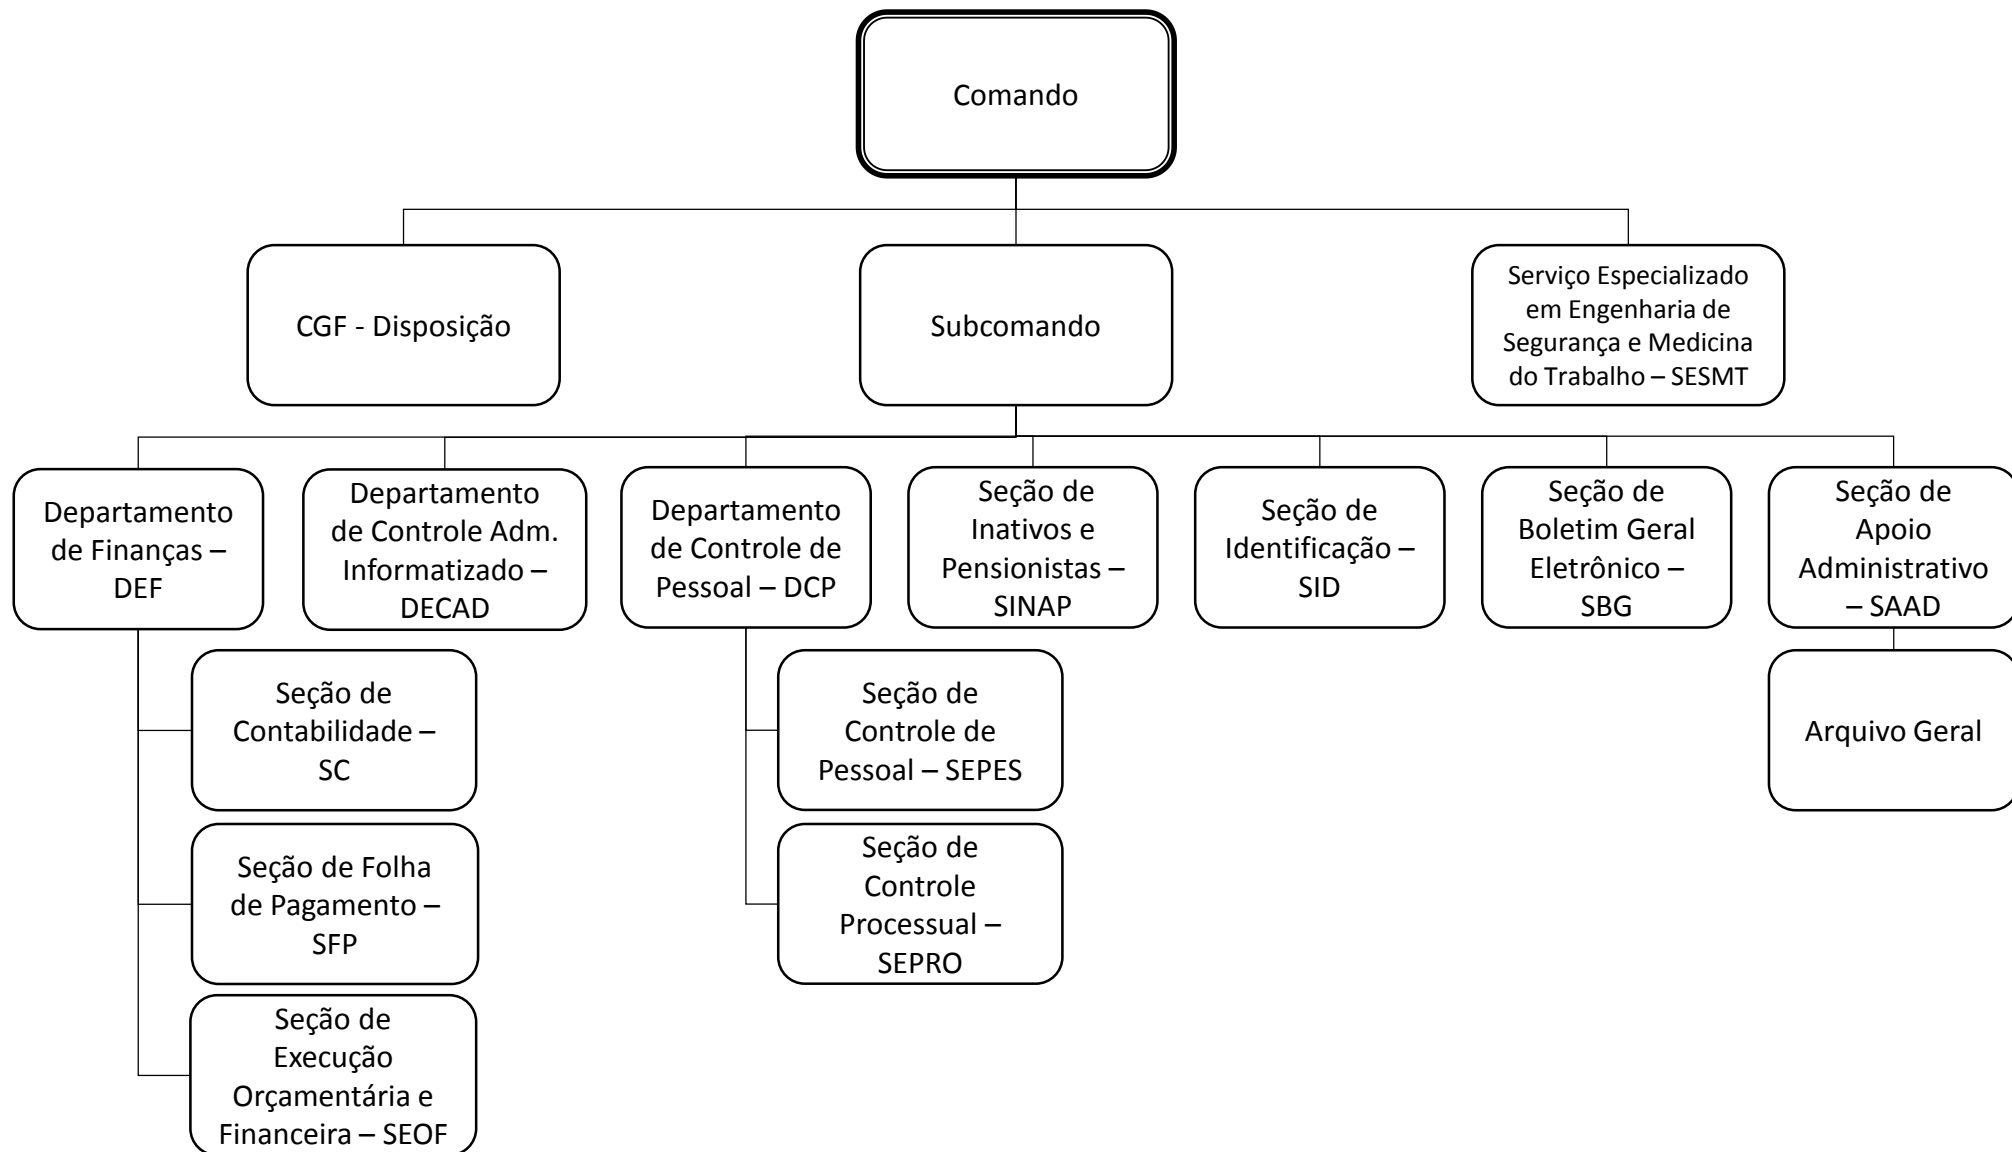 Comando
CGF - Disposição
Subcomando
Serviço Especializado
em Engenharia de
Segurança e Medicina
do Trabalho – SESMT
Departamento
de Finanças –
DEF
Departamento
de Controle Adm.
Informatizado –
DECAD
Departamento
de Controle de
Pessoal – DCP
Seção de
Inativos e
Pensionistas –
SINAP
Seção de
Identificação –
SID
Seção de
Boletim Geral
Eletrônico –
SBG
Seção de
Apoio
Administrativo
– SAAD
Seção de
Contabilidade –
SC
Seção de
Controle de
Pessoal – SEPES
Arquivo Geral
Seção de Folha
de Pagamento –
SFP
Seção de
Controle
Processual –
SEPRO
Seção de
Execução
Orçamentária e
Financeira – SEOF